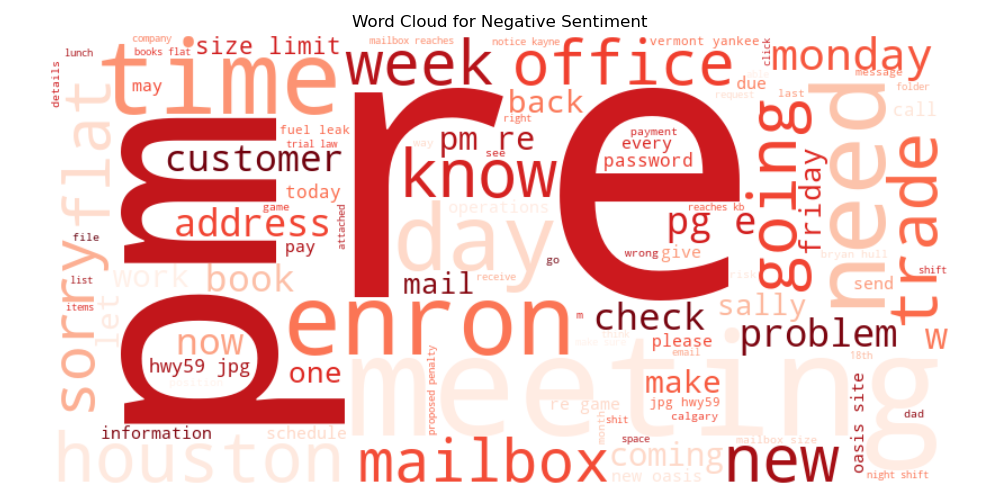 Word Cloud for Negative Sentiment
company
mailbox reaches
notice kayne
vermont yankee
lunch
books flat
size limit
week
office
monday
click
time
details
may
back
due
message
folder
request
last
call
right
fuel leak
trial law
way
pm re
see
payment
every
password
re
pm
customer
know
going
friday
need
trade
flat
today
game
address
attached
pay
day
operations
pg e
reaches kb
file
wrong
give
go
bryan hull
shift
list
work
book
mail
receive
risk
send
items
let
sorry
enron
m
sally
check
problem
w
now
please
email
18th
hwy59 jpg
one
meeting
proposed penalty
make
jpg hwy59
calgary
re game
month
shit
dad
oasis site
information
schedule
space
mailbox size
houston
mailbox
coming
new oasis
new
night shift